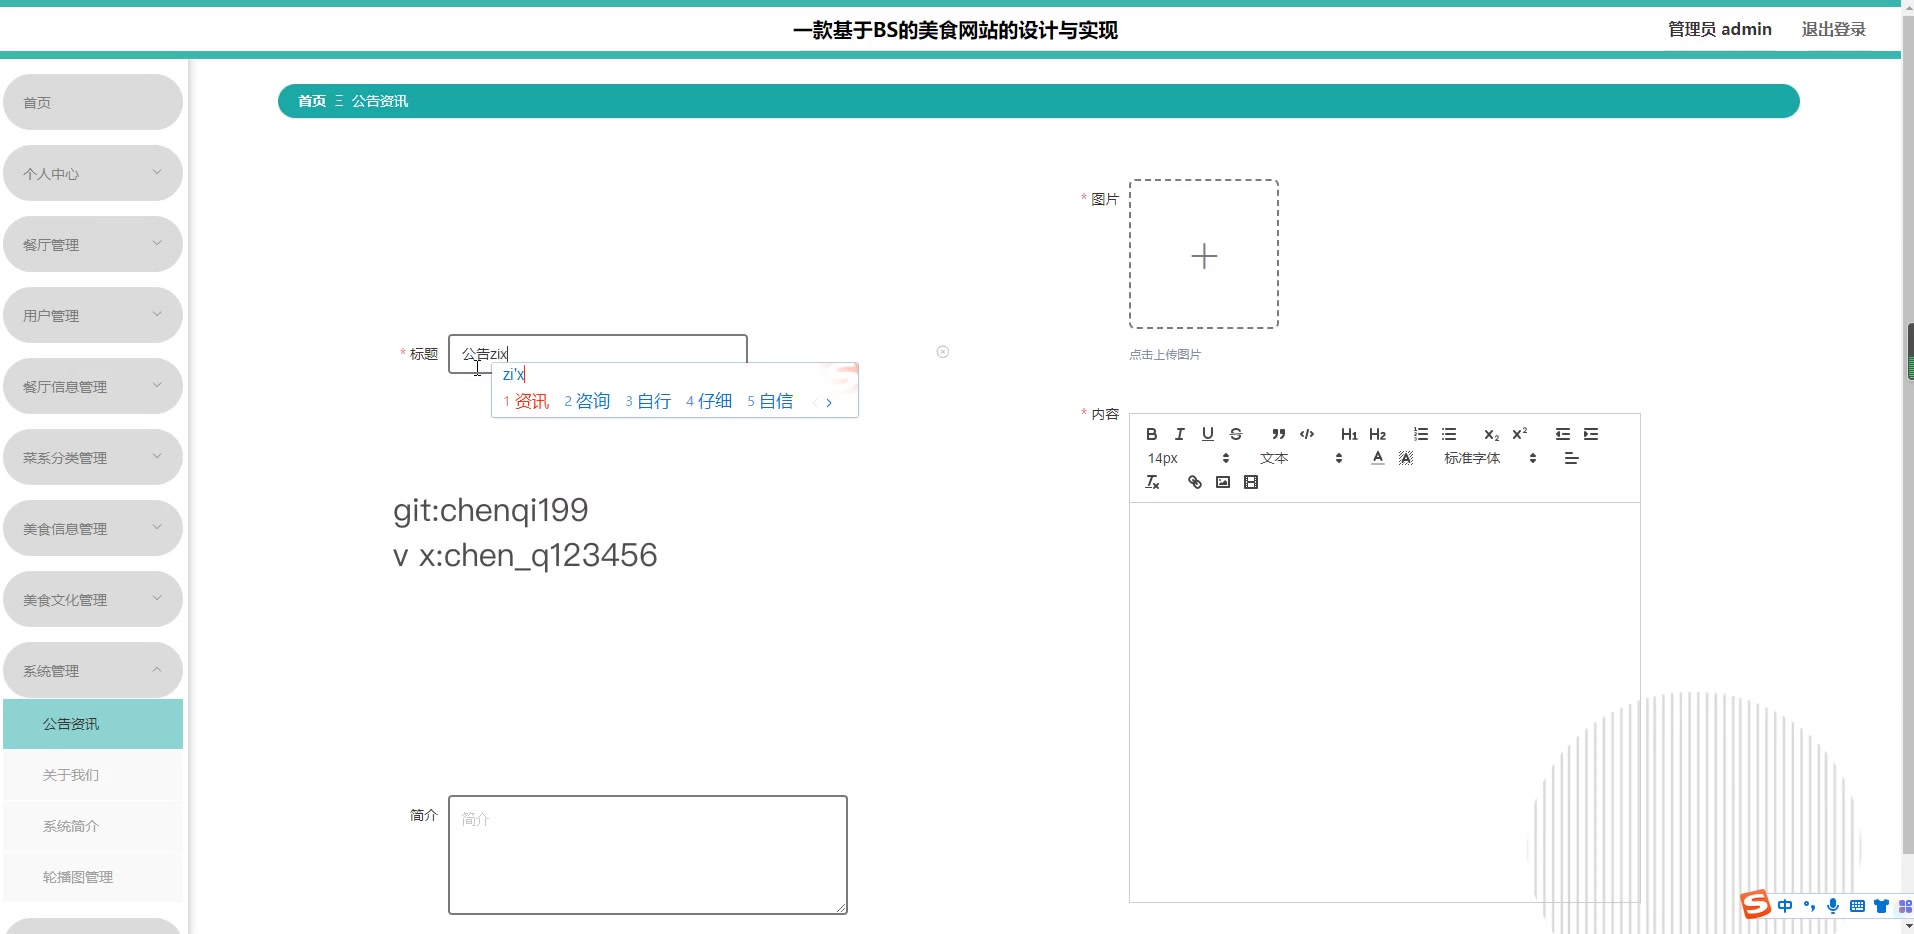 一款基于BS的美食网站的设计与实现
管理员 admin
退出登录
首页
个人中心
餐厅管理
用户管理
餐厅信息管理
菜系分类管理
美食信息管理
美食文化管理
系统管理
公告资讯
关于我们
系统简介
轮播图管理
首页 公告资讯
* 图片
点击上传图片
* 标题 公告zix
zi'x
1 资讯 2 咨询 3 自行 4 仔细 5 自信
git:chenqi199
v x:chen_q123456
* 内容
B I U S H1 H2 x2 x2
14px 文本 A A 标准字体
Tx
简介 简介
S 中